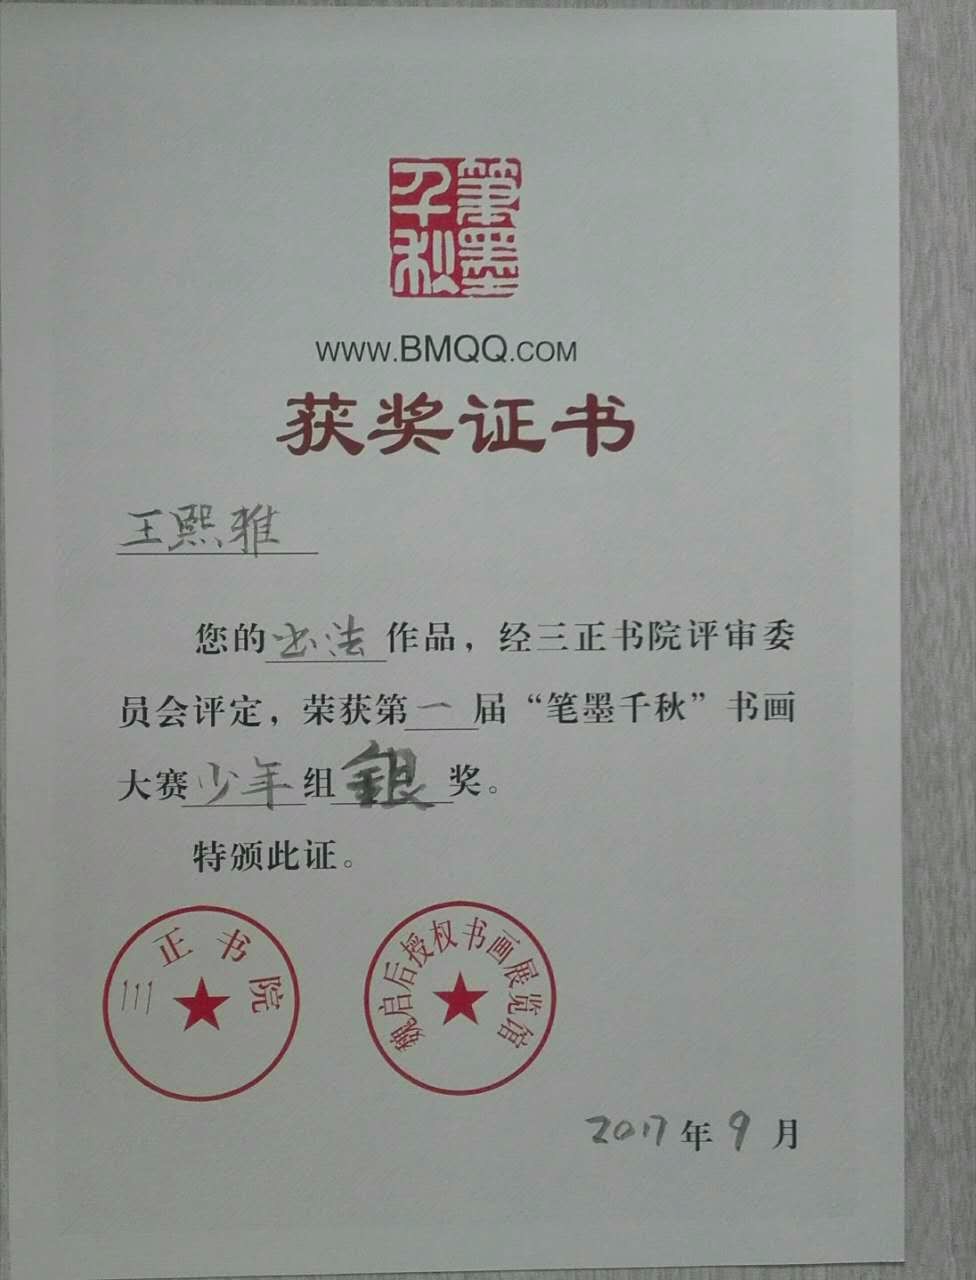 笔墨千秋
WWW.BMQQ.COM
获奖证书
王熙雅
您的书法作品，经三正书院评审委
员会评定，荣获第一届“笔墨千秋”书画
大赛少年组銀奖。
特颁此证。
三正书院
魏启后授权书画展览馆
2017年9月